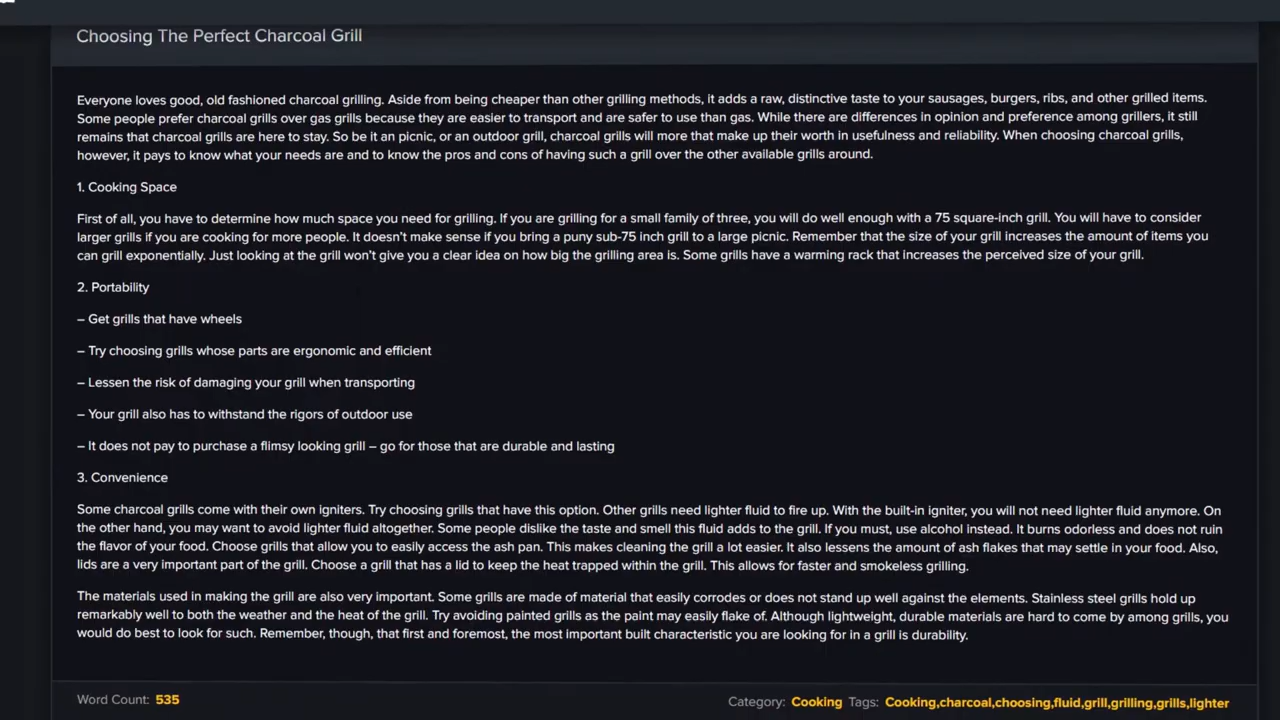 Choosing The Perfect Charcoal Grill
Everyone loves good, old fashioned charcoal grilling. Aside from being cheaper than other grilling methods, it adds a raw, distinctive taste to your sausages, burgers, ribs, and other grilled items.
Some people prefer charcoal grills over gas grills because they are easier to transport and are safer to use than gas. While there are differences in opinion and preference among grillers, it still
remains that charcoal grills are here to stay. So be it an picnic, or an outdoor grill, charcoal grills will more that make up their worth in usefulness and reliability. When choosing charcoal grills,
however, it pays to know what your needs are and to know the pros and cons of having such a grill over the other available grills around.
1. Cooking Space
First of all, you have to determine how much space you need for grilling. If you are grilling for a small family of three, you will do well enough with a 75 square-inch grill. You will have to consider
larger grills if you are cooking for more people. It doesn't make sense if you bring a puny sub-75 inch grill to a large picnic. Remember that the size of your grill increases the amount of items you
can grill exponentially. Just looking at the grill won't give you a clear idea on how big the grilling area is. Some grills have a warming rack that increases the perceived size of your grill.
2. Portability
– Get grills that have wheels
– Try choosing grills whose parts are ergonomic and efficient
– Lessen the risk of damaging your grill when transporting
– Your grill also has to withstand the rigors of outdoor use
– It does not pay to purchase a flimsy looking grill – go for those that are durable and lasting
3. Convenience
Some charcoal grills come with their own igniters. Try choosing grills that have this option. Other grills need lighter fluid to fire up. With the built-in igniter, you will not need lighter fluid anymore. On
the other hand, you may want to avoid lighter fluid altogether. Some people dislike the taste and smell this fluid adds to the grill. If you must, use alcohol instead. It burns odorless and does not ruin
the flavor of your food. Choose grills that allow you to easily access the ash pan. This makes cleaning the grill a lot easier. It also lessens the amount of ash flakes that may settle in your food. Also,
lids are a very important part of the grill. Choose a grill that has a lid to keep the heat trapped within the grill. This allows for faster and smokeless grilling.
The materials used in making the grill are also very important. Some grills are made of material that easily corrodes or does not stand up well against the elements. Stainless steel grills hold up
remarkably well to both the weather and the heat of the grill. Try avoiding painted grills as the paint may easily flake of. Although lightweight, durable materials are hard to come by among grills, you
would do best to look for such. Remember, though, that first and foremost, the most important built characteristic you are looking for in a grill is durability.
Word Count: 535
Category: Cooking Tags: Cooking,charcoal,choosing,fluid,grill,grilling,grills,lighter